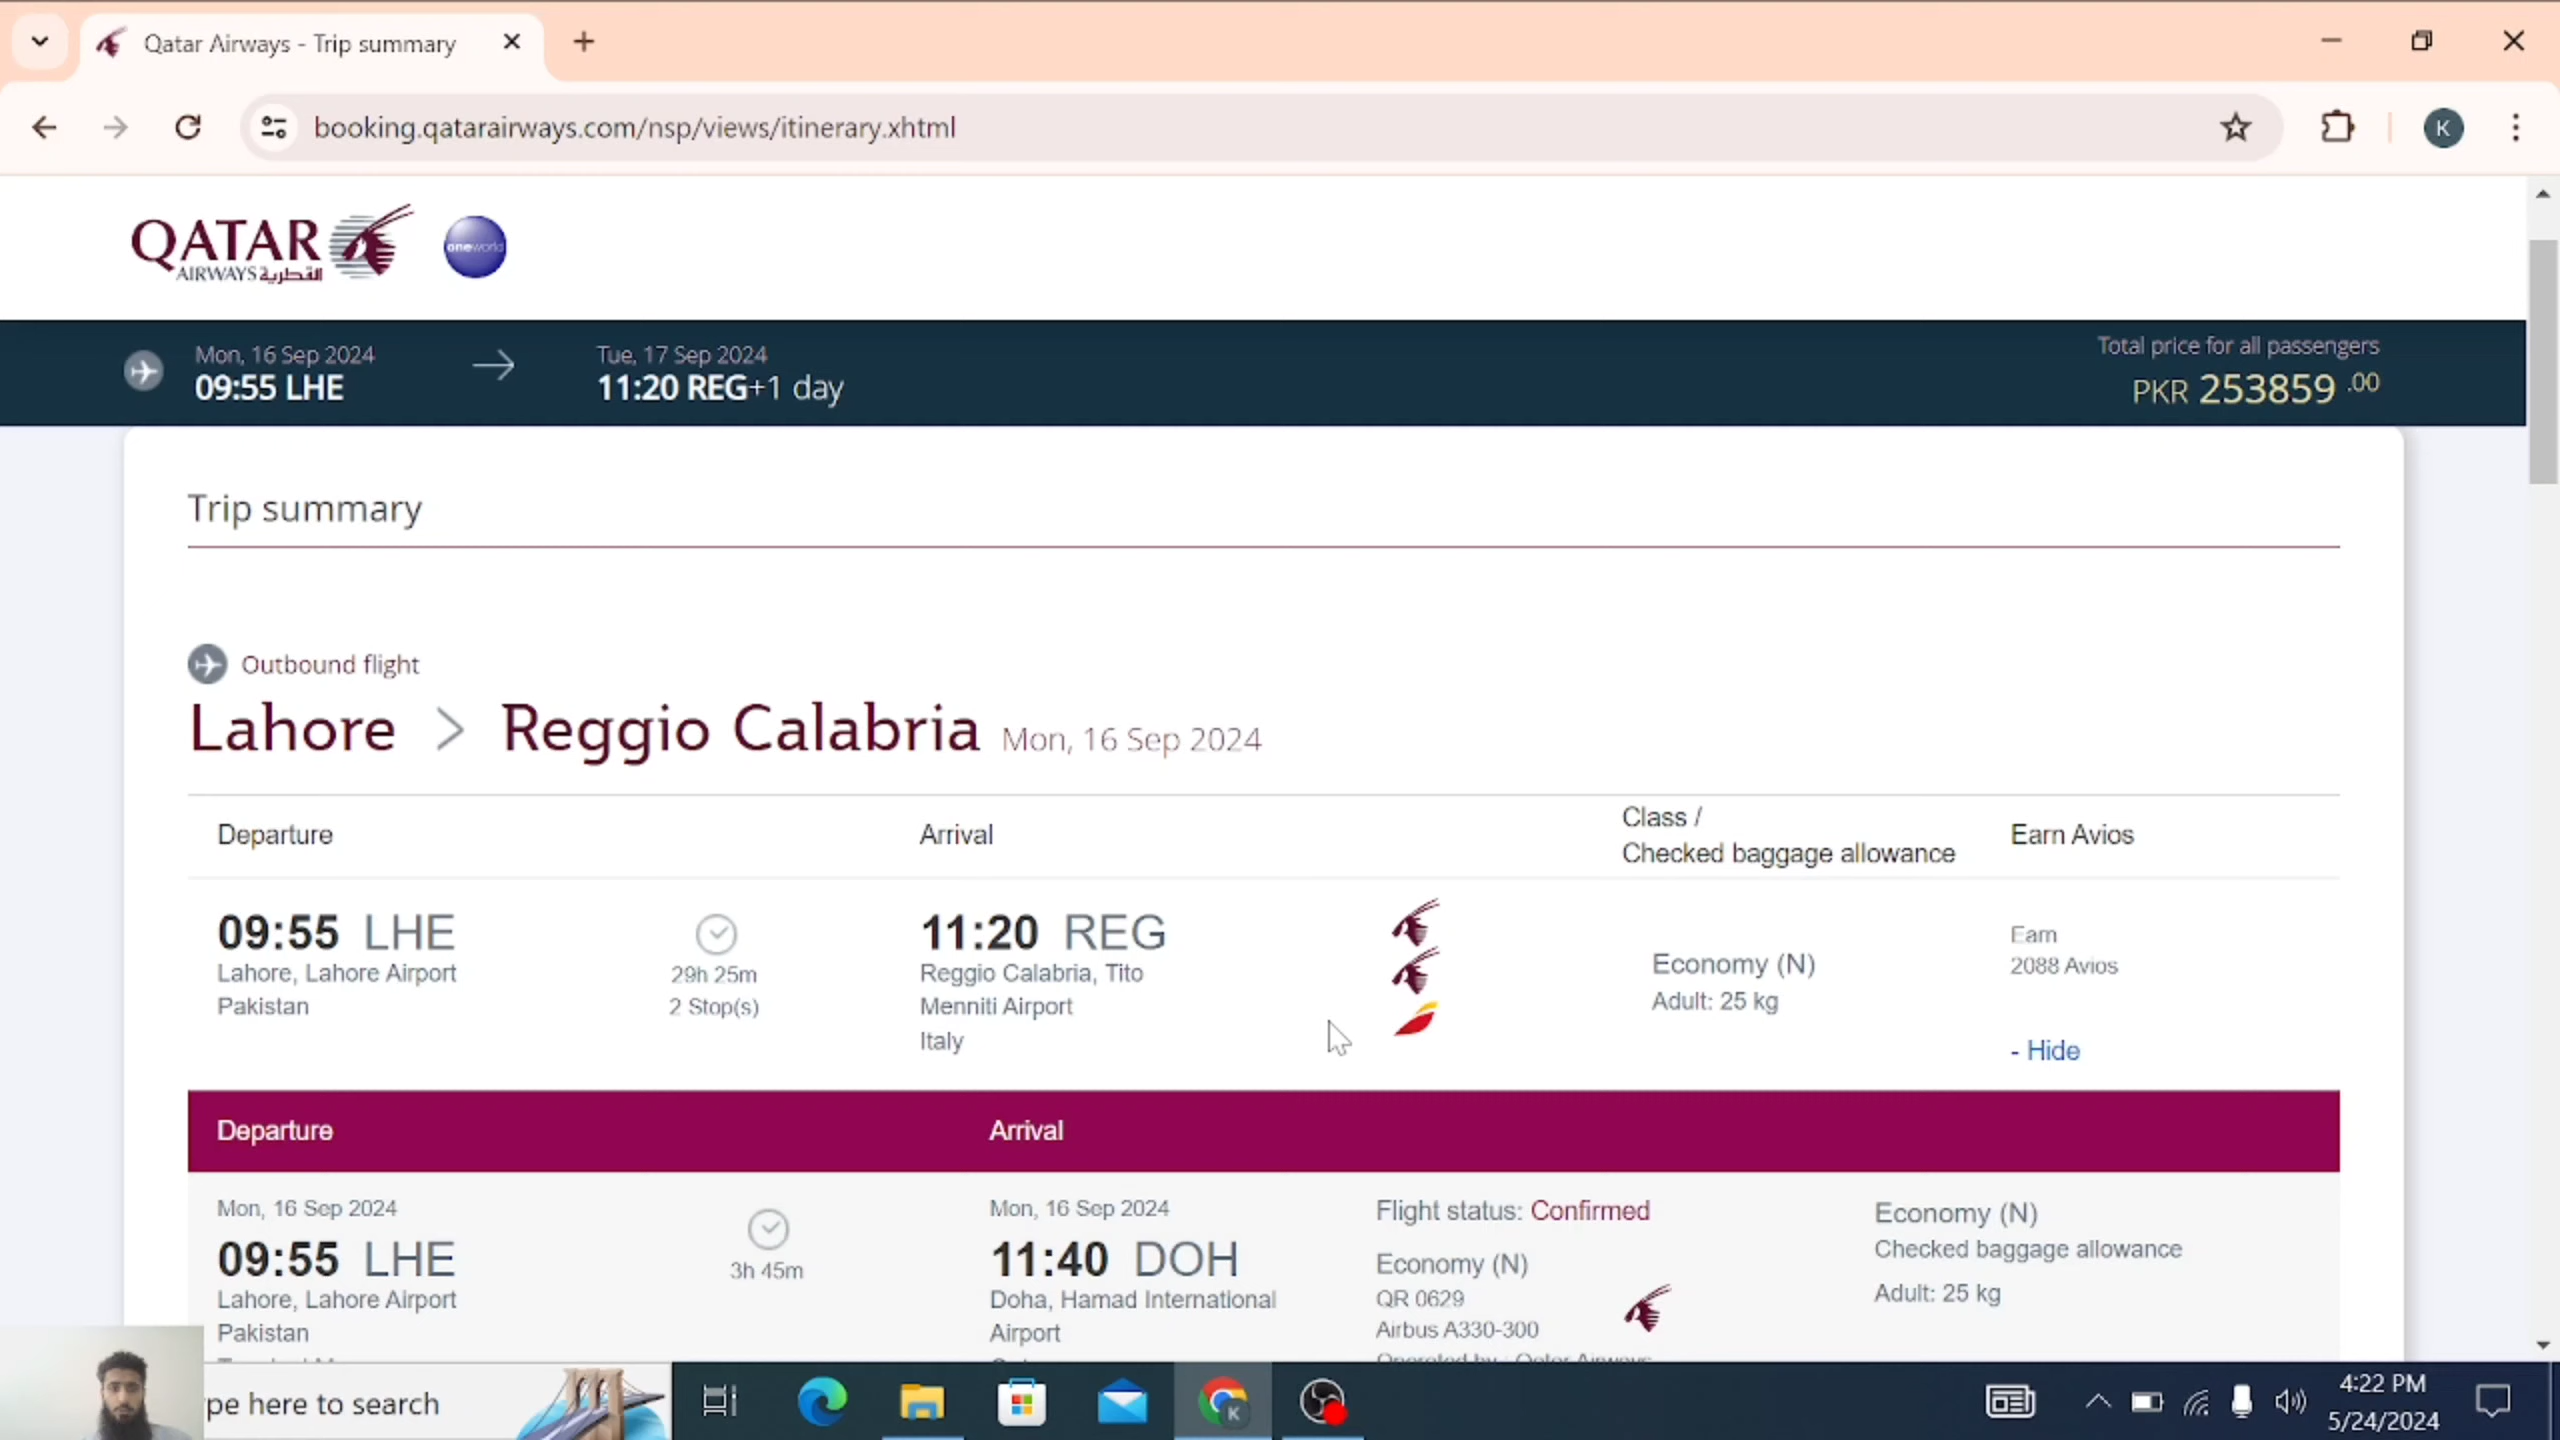 Qatar Airways - Trip summary
booking.qatarairways.com/nsp/views/itinerary.xhtml
K
QATAR
AIRWAYS القطرية
oneworld
Mon, 16 Sep 2024
09:55 LHE
Tue, 17 Sep 2024
11:20 REG+1 day
Total price for all passengers
PKR 253859 .00
Trip summary
Outbound flight
Lahore > Reggio Calabria Mon, 16 Sep 2024
Departure
Arrival
Class /
Checked baggage allowance
Earn Avios
09:55 LHE
Lahore, Lahore Airport
Pakistan
29h 25m
2 Stop(s)
11:20 REG
Reggio Calabria, Tito
Menniti Airport
Italy
Economy (N)
Adult: 25 kg
Earn
2088 Avios
- Hide
Departure
Arrival
Mon, 16 Sep 2024
09:55 LHE
Lahore, Lahore Airport
Pakistan
3h 45m
Mon, 16 Sep 2024
11:40 DOH
Doha, Hamad International
Airport
Flight status: Confirmed
Economy (N)
QR 0629
Airbus A330-300
Operated by : Qatar Airways
Economy (N)
Checked baggage allowance
Adult: 25 kg
pe here to search
K
4:22 PM
5/24/2024